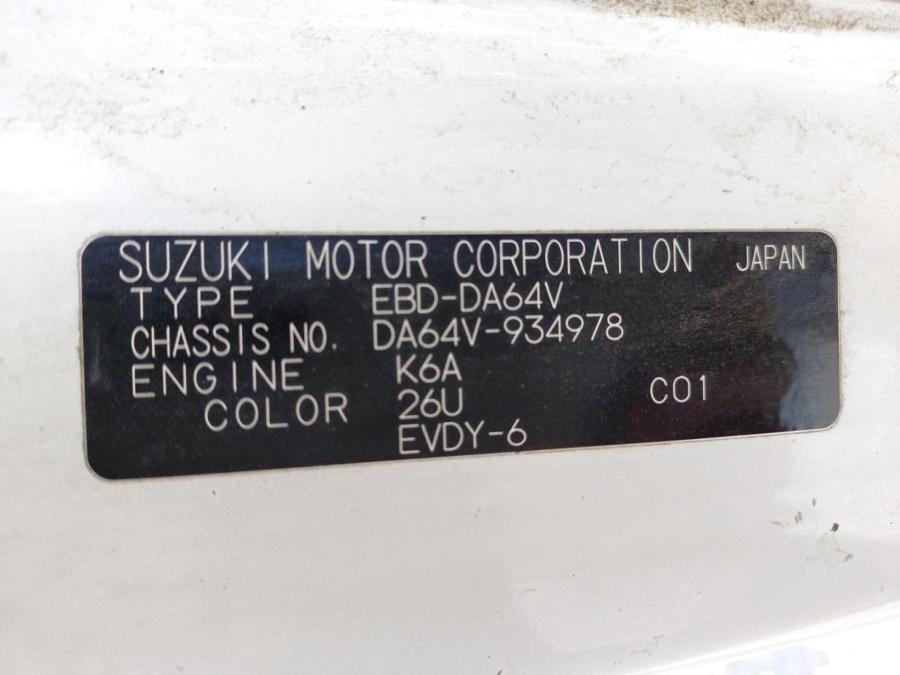 SUZUKI MOTOR CORPORATION JAPAN
TYPE EBD-DA64V
CHASSIS NO. DA64V-934978
ENGINE K6A
COLOR 26U C01
EVDY-6